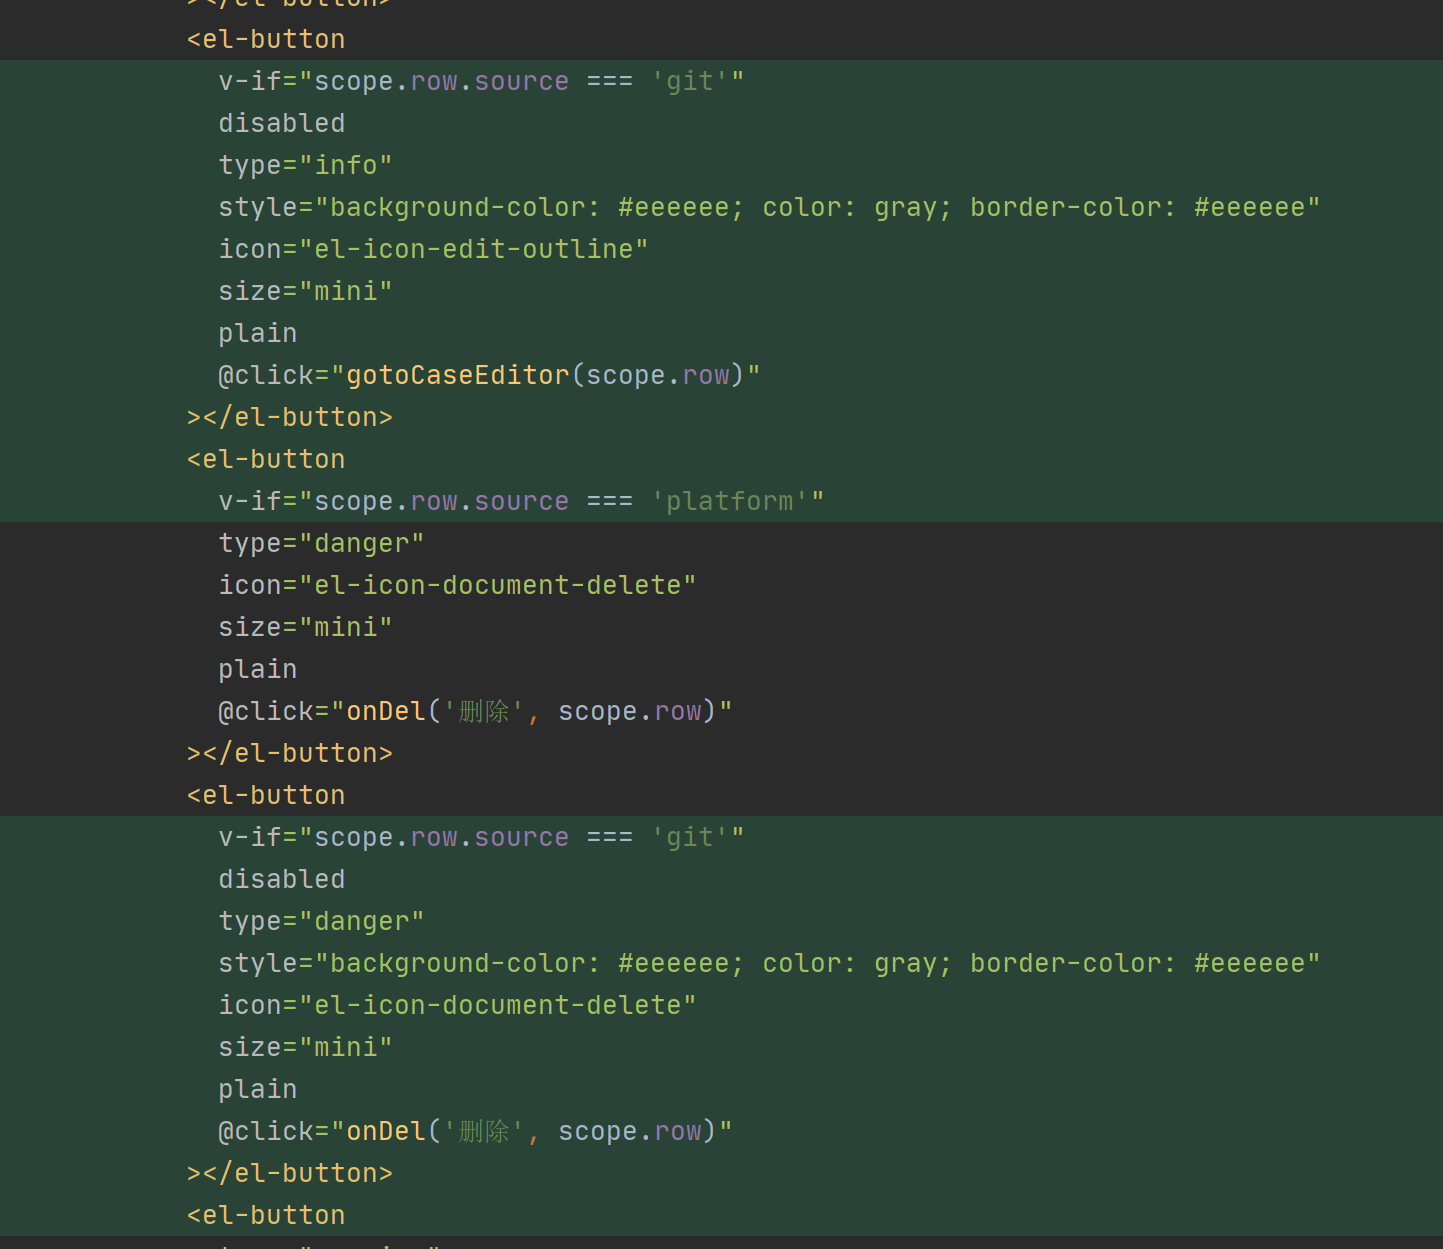 ></el-button>
<el-button
v-if="scope.row.source === 'git'"
disabled
type="info"
style="background-color: #eeeeee; color: gray; border-color: #eeeeee"
icon="el-icon-edit-outline"
size="mini"
plain
@click="gotoCaseEditor(scope.row)"
></el-button>
<el-button
v-if="scope.row.source === 'platform'"
type="danger"
icon="el-icon-document-delete"
size="mini"
plain
@click="onDel('删除', scope.row)"
></el-button>
<el-button
v-if="scope.row.source === 'git'"
disabled
type="danger"
style="background-color: #eeeeee; color: gray; border-color: #eeeeee"
icon="el-icon-document-delete"
size="mini"
plain
@click="onDel('删除', scope.row)"
></el-button>
<el-button